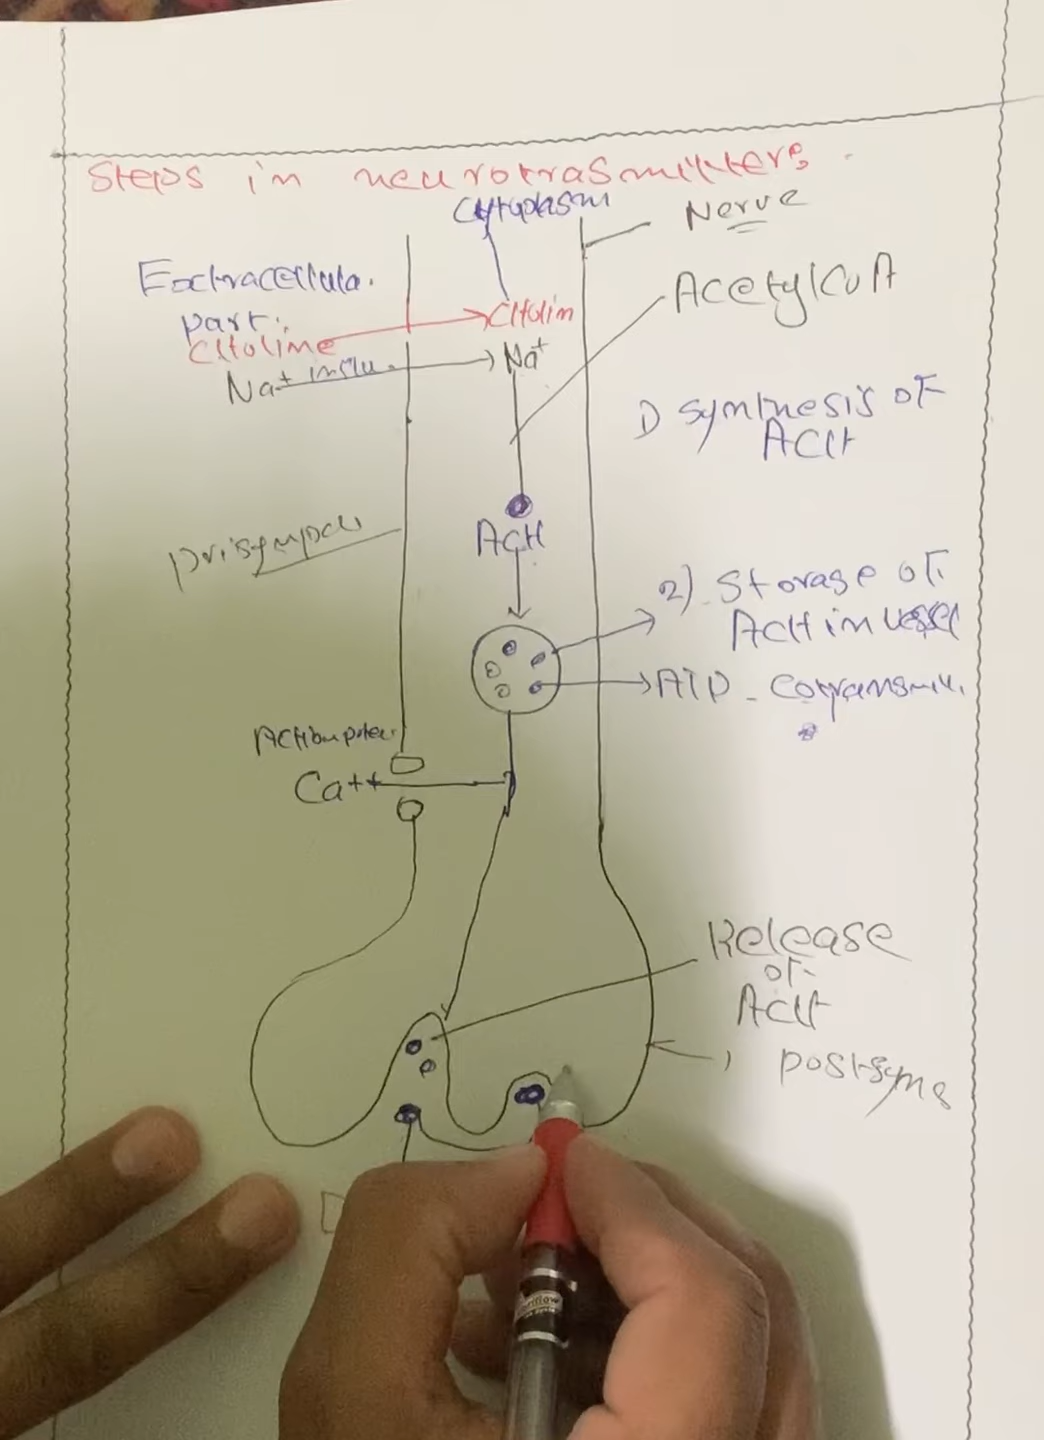 Steps in neurotrasmitters.
Cytoplasm
Nerve
Extracellula.
part.
AcetylCoA
Choline
Cholin
Na+ influ.
Na+
1) synthesis of
ACH
ACH
2). Storage of
ACH in vessel
ATP - cotransmit.
Ca++
Release
of
ACH